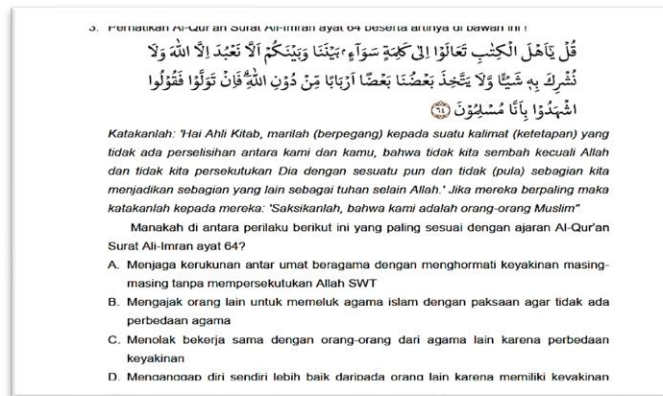 3. Perhatikan Al-Qur'an Surat Ali-Imran ayat 64 beserta artinya di bawah ini !
قُلْ يٰٓاَهْلَ الْكِتٰبِ تَعَالَوْا اِلٰى كَلِمَةٍ سَوَاۤءٍۢ بَيْنَنَا وَبَيْنَكُمْ اَلَّا نَعْبُدَ اِلَّا اللّٰهَ وَلَا
نُشْرِكَ بِهٖ شَيْـًٔا وَّلَا يَتَّخِذَ بَعْضُنَا بَعْضًا اَرْبَابًا مِّنْ دُوْنِ اللّٰهِ ۗ فَاِنْ تَوَلَّوْا فَقُوْلُوا
اشْهَدُوْا بِاَنَّا مُسْلِمُوْنَ ٦٤
Katakanlah: "Hai Ahli Kitab, marilah (berpegang) kepada suatu kalimat (ketetapan) yang
tidak ada perselisihan antara kami dan kamu, bahwa tidak kita sembah kecuali Allah
dan tidak kita persekutukan Dia dengan sesuatu pun dan tidak (pula) sebagian kita
menjadikan sebagian yang lain sebagai tuhan selain Allah.' Jika mereka berpaling maka
katakanlah kepada mereka: 'Saksikanlah, bahwa kami adalah orang-orang Muslim"
Manakah di antara perilaku berikut ini yang paling sesuai dengan ajaran Al-Qur'an
Surat Ali-Imran ayat 64?
A. Menjaga kerukunan antar umat beragama dengan menghormati keyakinan masing-
masing tanpa mempersekutukan Allah SWT
B. Mengajak orang lain untuk memeluk agama islam dengan paksaan agar tidak ada
perbedaan agama
C. Menolak bekerja sama dengan orang-orang dari agama lain karena perbedaan
keyakinan
D. Menganggap diri sendiri lebih baik daripada orang lain karena memiliki keyakinan